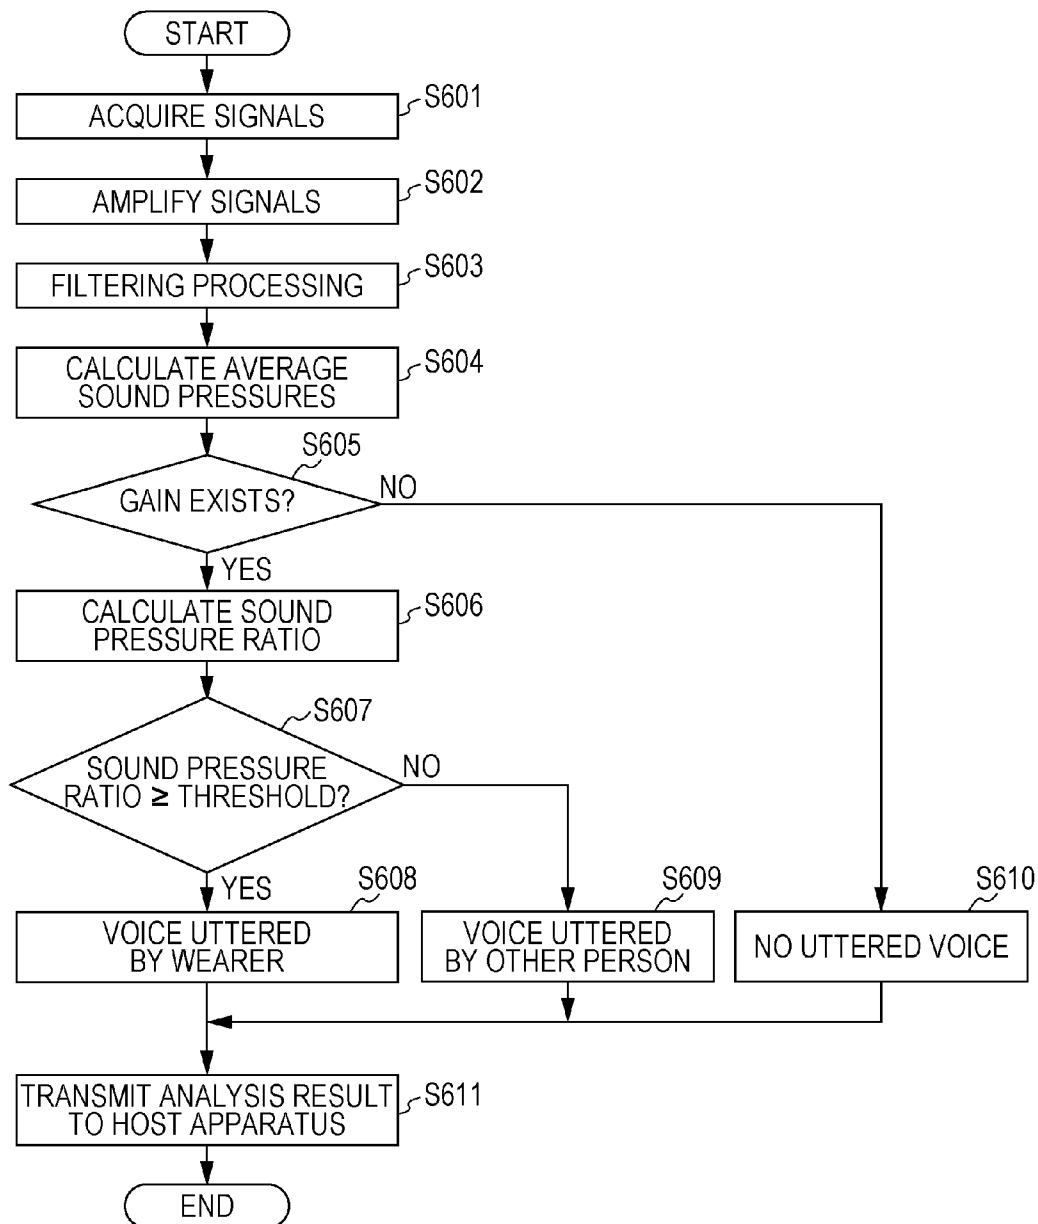 START
S601
ACQUIRE SIGNALS
S602
AMPLIFY SIGNALS
S603
FILTERING PROCESSING
S604
CALCULATE AVERAGE
SOUND PRESSURES
S605
GAIN EXISTS?
NO
YES
S606
CALCULATE SOUND
PRESSURE RATIO
S607
SOUND PRESSURE
RATIO ≥ THRESHOLD?
NO
YES
S608
VOICE UTTERED
BY WEARER
S609
VOICE UTTERED
BY OTHER PERSON
S610
NO UTTERED VOICE
TRANSMIT ANALYSIS RESULT
TO HOST APPARATUS
S611
END